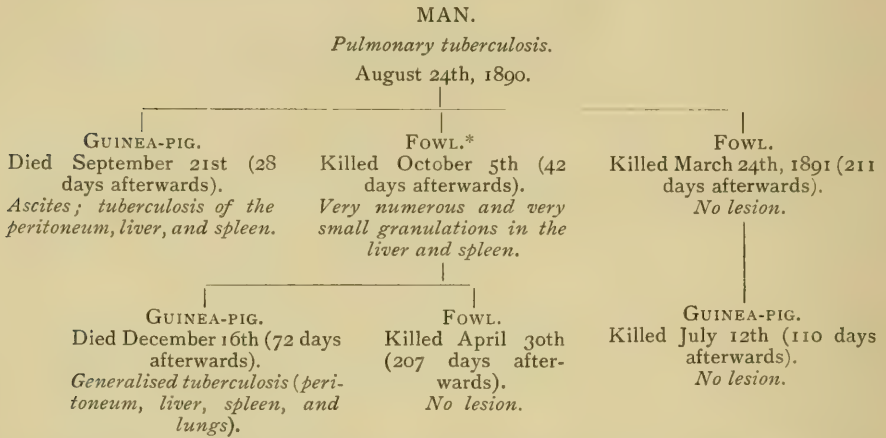 MAN.
Pulmonary tuberculosis.
August 24th, 1890.
GUINEA-PIG.
Died September 21st (28
days afterwards).
Ascites; tuberculosis of the
peritoneum, liver, and spleen.
FOWL.*
Killed October 5th (42
days afterwards).
Very numerous and very
small granulations in the
liver and spleen.
FOWL.
Killed March 24th, 1891 (211
days afterwards).
No lesion.
GUINEA-PIG.
Died December 16th (72 days
afterwards).
Generalised tuberculosis (peri-
toneum, liver, spleen, and
lungs).
FOWL.
Killed April 30th
(207 days after-
wards).
No lesion.
GUINEA-PIG.
Killed July 12th (110 days
afterwards).
No lesion.